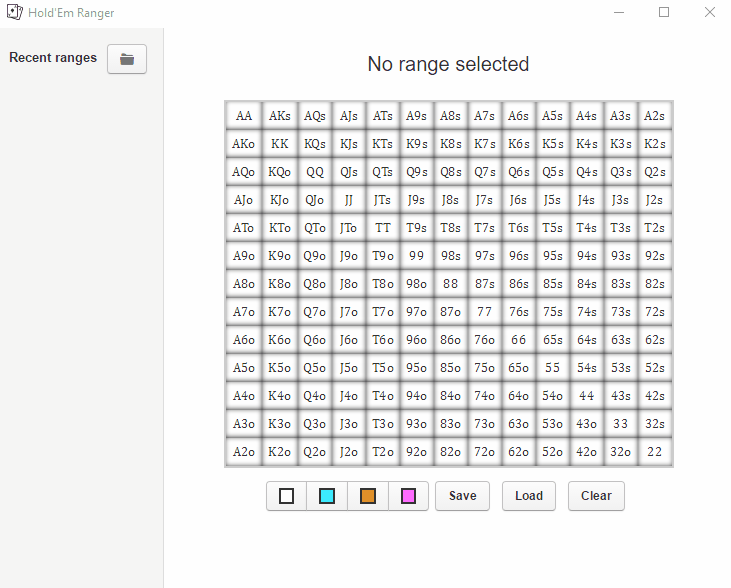 Hold'Em Ranger
Recent ranges
No range selected
AA AKs AQs AJs ATs A9s A8s A7s A6s A5s A4s A3s A2s
AKo KK KQs KJs KTs K9s K8s K7s K6s K5s K4s K3s K2s
AQo KQo QQ QJs QTs Q9s Q8s Q7s Q6s Q5s Q4s Q3s Q2s
AJo KJo QJo JJ JTs J9s J8s J7s J6s J5s J4s J3s J2s
ATo KTo QTo JTo TT T9s T8s T7s T6s T5s T4s T3s T2s
A9o K9o Q9o J9o T9o 99 98s 97s 96s 95s 94s 93s 92s
A8o K8o Q8o J8o T8o 98o 88 87s 86s 85s 84s 83s 82s
A7o K7o Q7o J7o T7o 97o 87o 77 76s 75s 74s 73s 72s
A6o K6o Q6o J6o T6o 96o 86o 76o 66 65s 64s 63s 62s
A5o K5o Q5o J5o T5o 95o 85o 75o 65o 55 54s 53s 52s
A4o K4o Q4o J4o T4o 94o 84o 74o 64o 54o 44 43s 42s
A3o K3o Q3o J3o T3o 93o 83o 73o 63o 53o 43o 33 32s
A2o K2o Q2o J2o T2o 92o 82o 72o 62o 52o 42o 32o 22
Save Load Clear